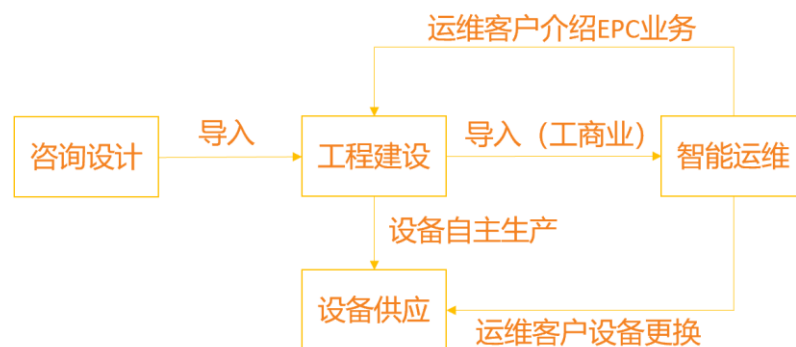 运维客户介绍EPC业务
导入
导入（工商业）
咨询设计
工程建设
智能运维
设备自主生产
设备供应
运维客户设备更换